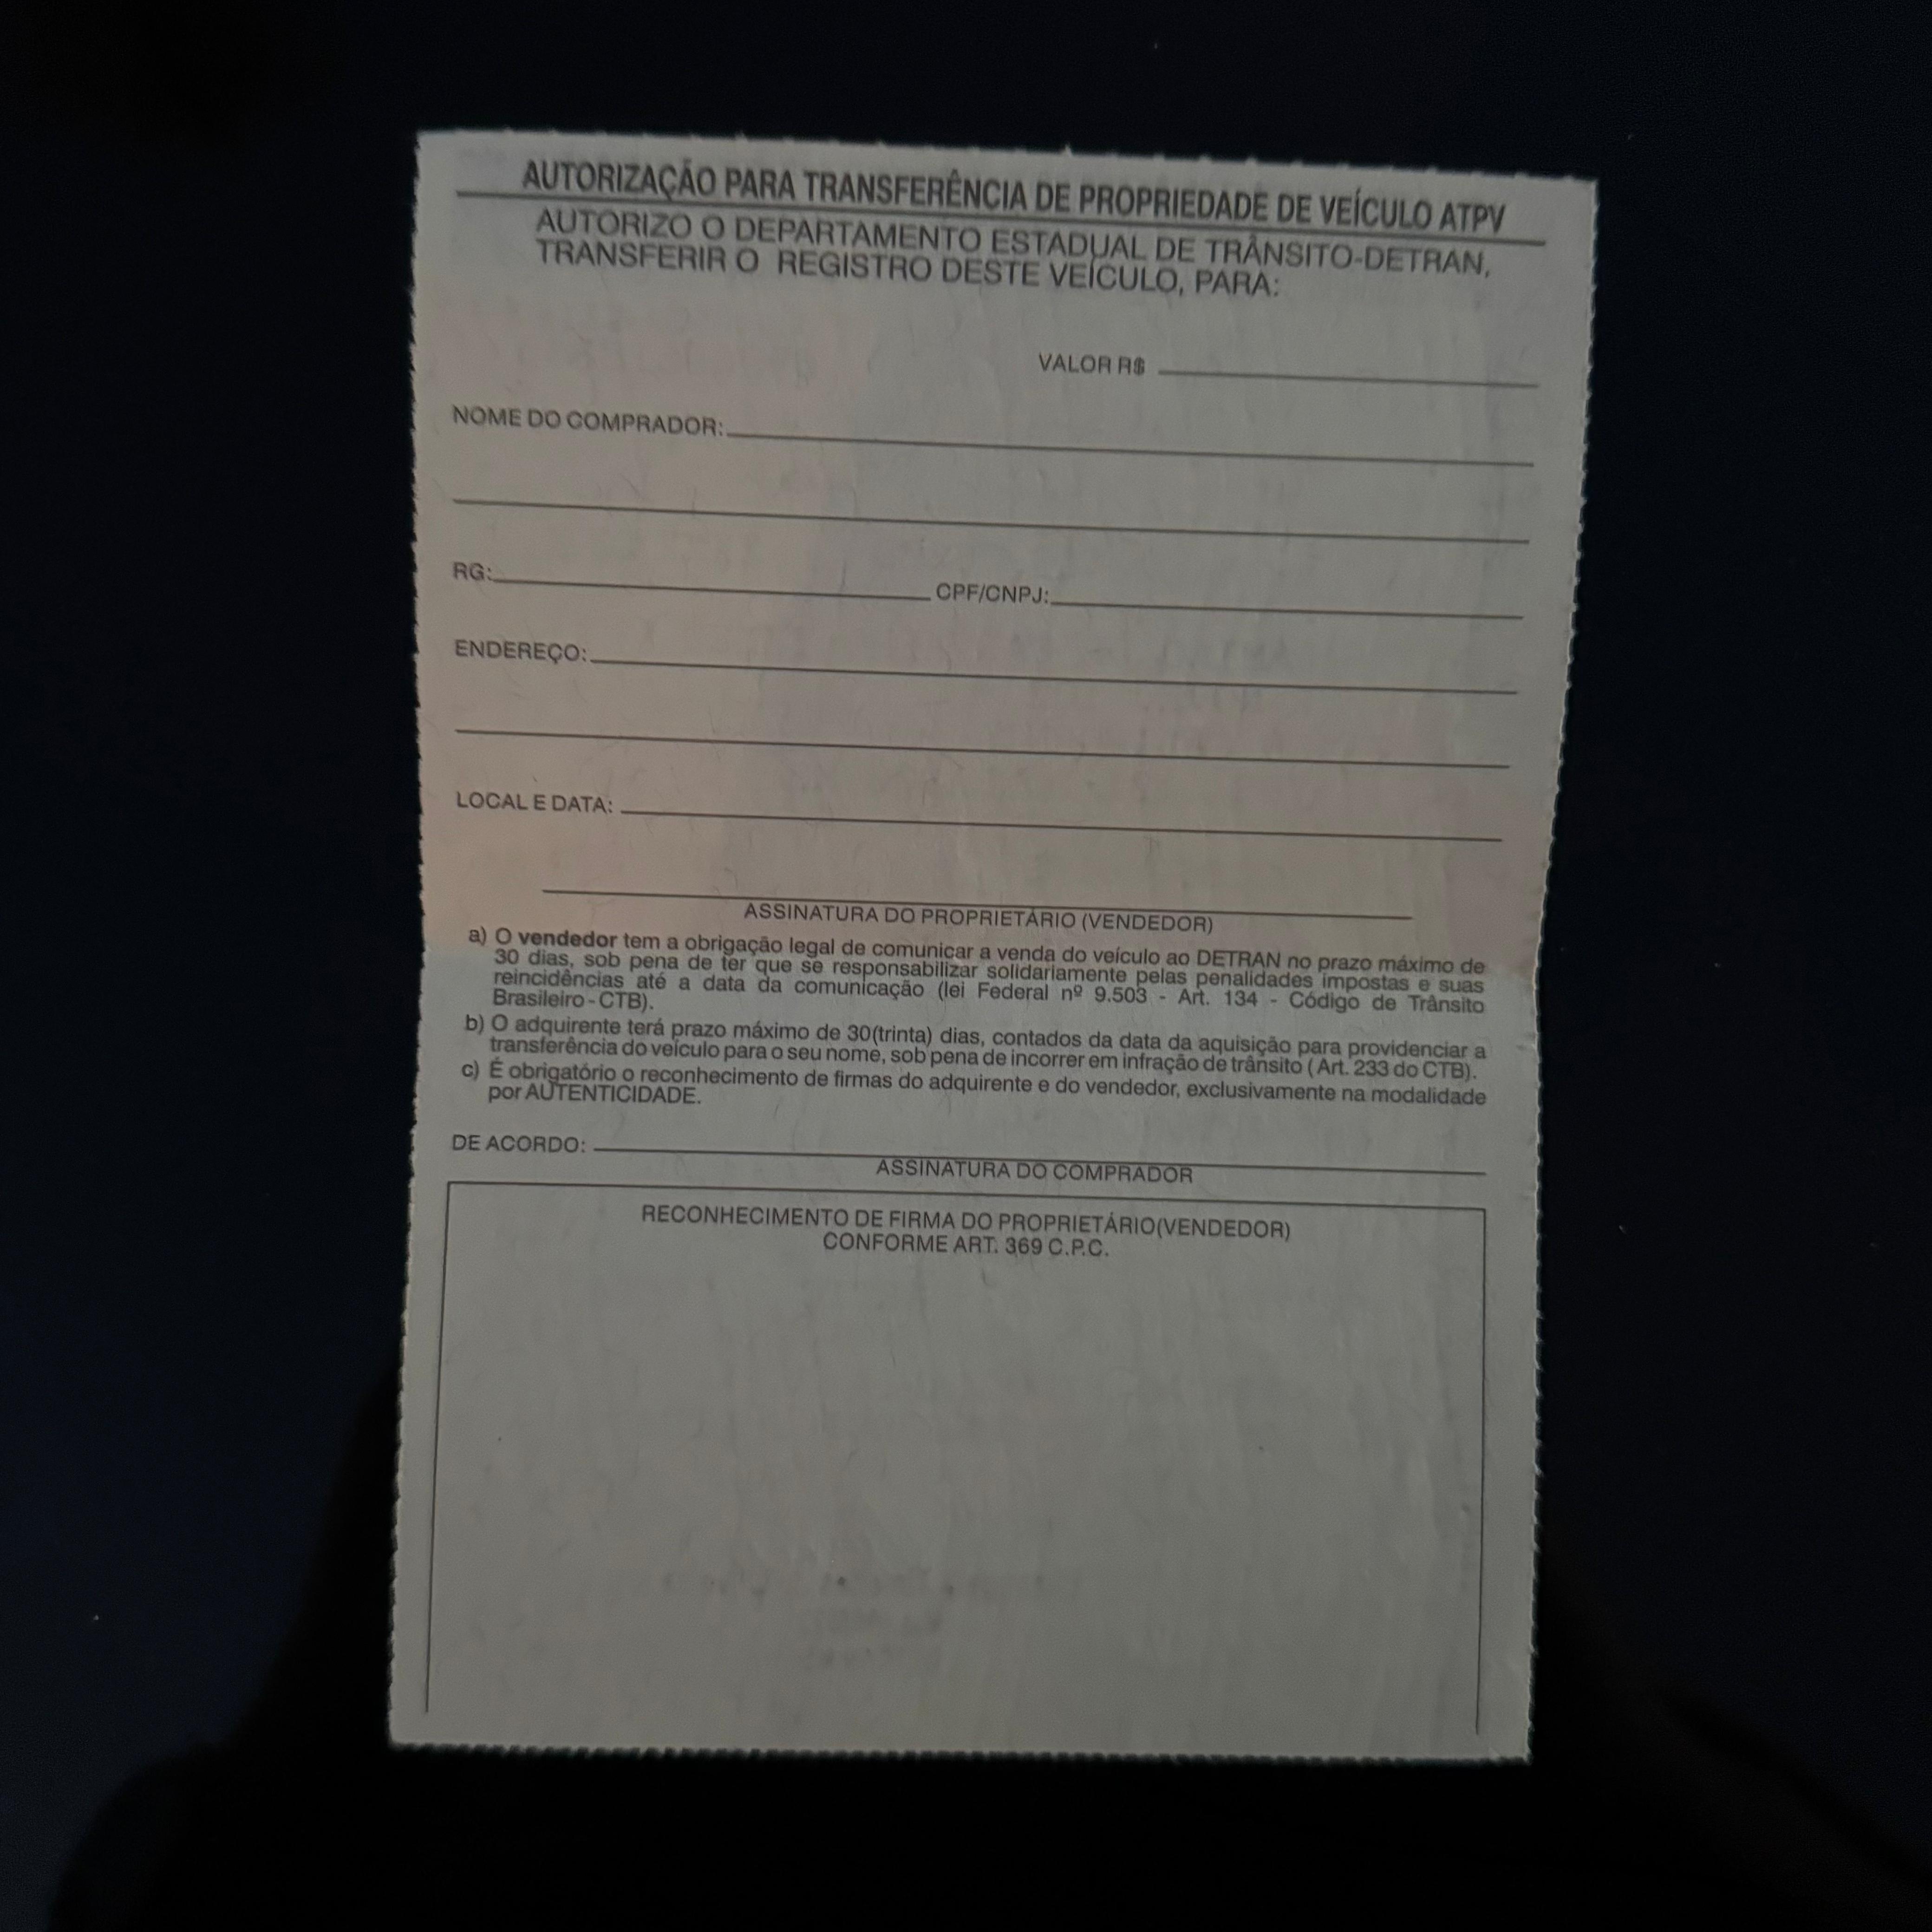 AUTORIZAÇÃO PARA TRANSFERÊNCIA DE PROPRIEDADE DE VEÍCULO ATPV
AUTORIZO O DEPARTAMENTO ESTADUAL DE TRÂNSITO-DETRAN,
TRANSFERIR O REGISTRO DESTE VEÍCULO, PARA:
VALOR R$
NOME DO COMPRADOR:
RG: CPF/CNPJ:
ENDEREÇO:
LOCAL E DATA:
ASSINATURA DO PROPRIETÁRIO (VENDEDOR)
a) O vendedor tem a obrigação legal de comunicar a venda do veículo ao DETRAN no prazo máximo de
30 dias, sob pena de ter que se responsabilizar solidariamente pelas penalidades impostas e suas
reincidências até a data da comunicação (lei Federal nº 9.503 - Art. 134 - Código de Trânsito
Brasileiro - CTB).
b) O adquirente terá prazo máximo de 30(trinta) dias, contados da data da aquisição para providenciar a
transferência do veículo para o seu nome, sob pena de incorrer em infração de trânsito ( Art. 233 do CTB).
c) É obrigatório o reconhecimento de firmas do adquirente e do vendedor, exclusivamente na modalidade
por AUTENTICIDADE.
DE ACORDO:
ASSINATURA DO COMPRADOR
RECONHECIMENTO DE FIRMA DO PROPRIETÁRIO(VENDEDOR)
CONFORME ART. 369 C.P.C.